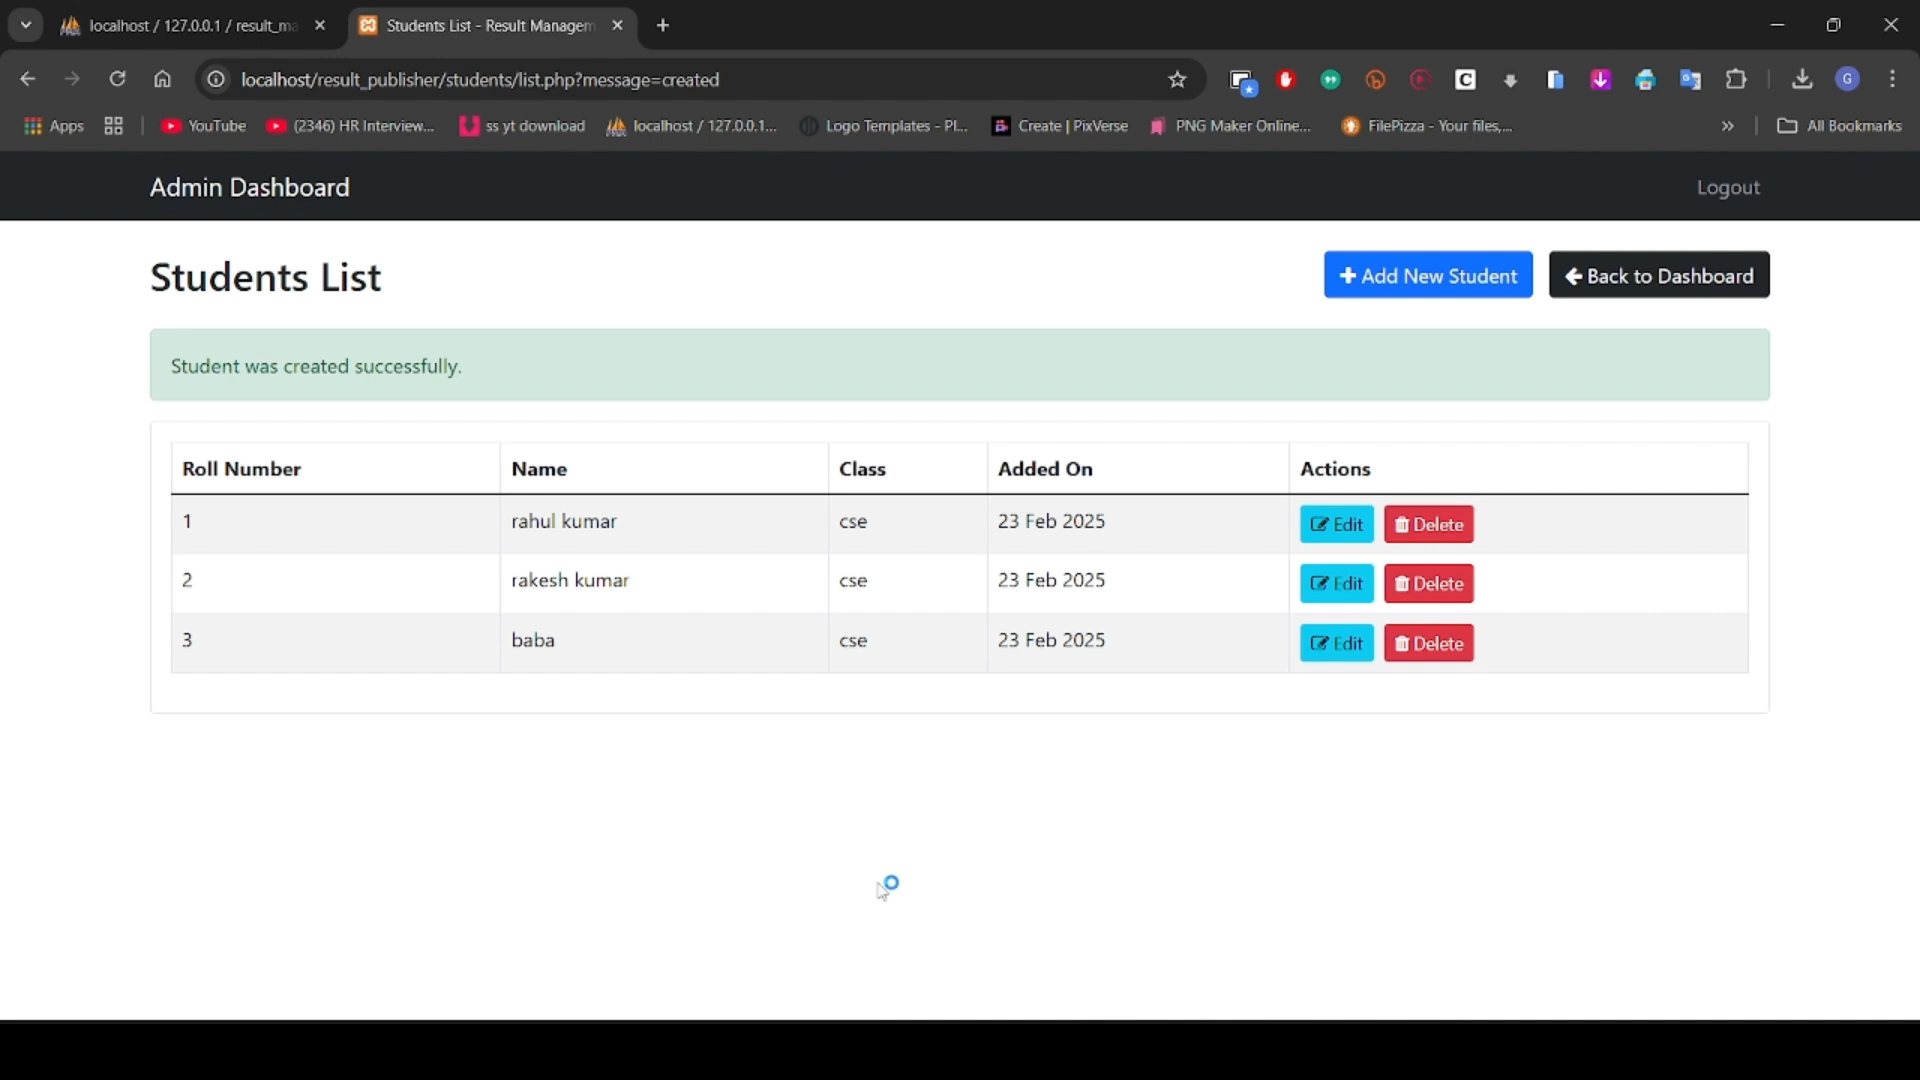 localhost / 127.0.0.1 / result_ma
Students List - Result Managem
localhost/result_publisher/students/list.php?message=created
Apps
YouTube
(2346) HR Interview...
ss yt download
localhost / 127.0.0.1...
Logo Templates - Pl...
Create | PixVerse
PNG Maker Online...
FilePizza - Your files,...
All Bookmarks
Admin Dashboard
Logout
Students List
Add New Student
Back to Dashboard
Student was created successfully.
Roll Number Name Class Added On Actions
1 rahul kumar cse 23 Feb 2025 Edit Delete
2 rakesh kumar cse 23 Feb 2025 Edit Delete
3 baba cse 23 Feb 2025 Edit Delete